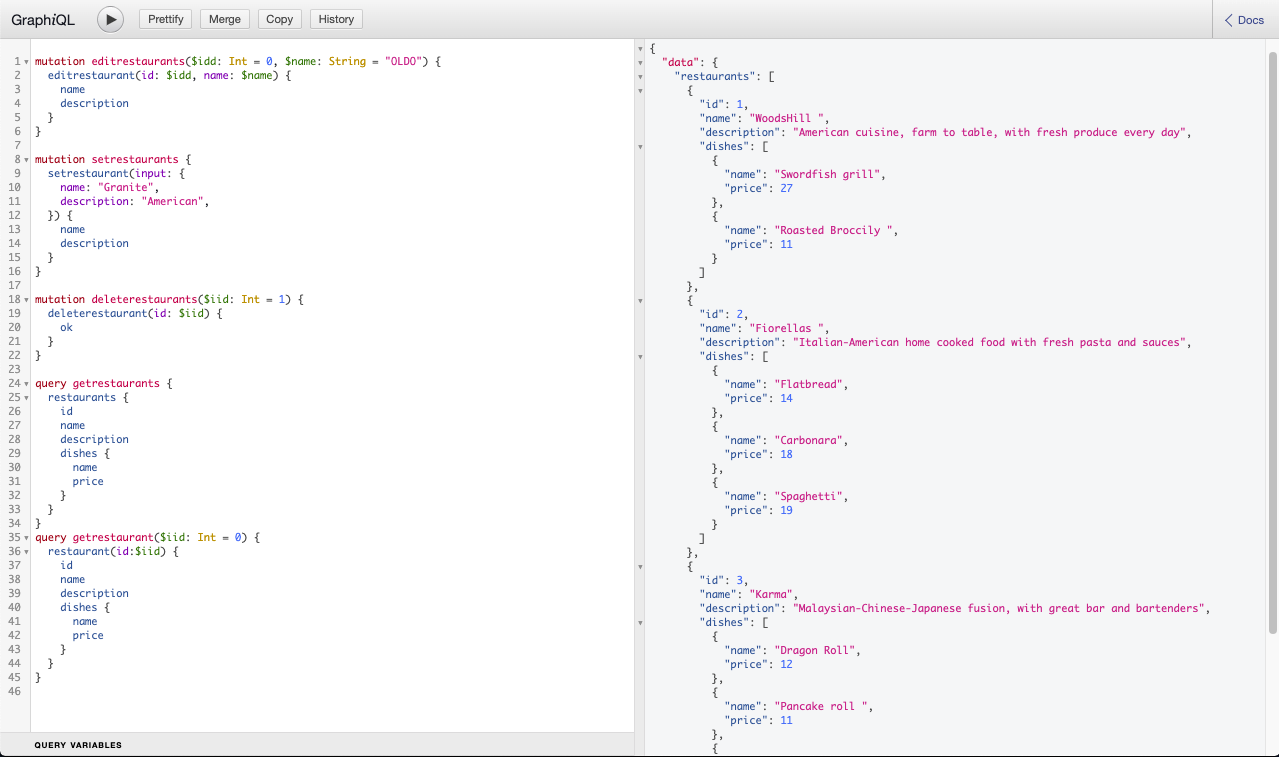 GraphiQL Prettify Merge Copy History Docs
1 mutation editrestaurants($idd: Int = 0, $name: String = "OLDO") {
2   editrestaurant(id: $idd, name: $name) {
3     name
4     description
5   }
6 }
7
8 mutation setrestaurants {
9   setrestaurant(input: {
10     name: "Granite",
11     description: "American",
12   }) {
13     name
14     description
15   }
16 }
17
18 mutation deleterestaurants($iid: Int = 1) {
19   deleterestaurant(id: $iid) {
20     ok
21   }
22 }
23
24 query getrestaurants {
25   restaurants {
26     id
27     name
28     description
29     dishes {
30       name
31       price
32     }
33   }
34 }
35 query getrestaurant($iid: Int = 0) {
36   restaurant(id:$iid) {
37     id
38     name
39     description
40     dishes {
41       name
42       price
43     }
44   }
45 }
46
QUERY VARIABLES
{
  "data": {
    "restaurants": [
      {
        "id": 1,
        "name": "WoodsHill ",
        "description": "American cuisine, farm to table, with fresh produce every day",
        "dishes": [
          {
            "name": "Swordfish grill",
            "price": 27
          },
          {
            "name": "Roasted Broccily ",
            "price": 11
          }
        ]
      },
      {
        "id": 2,
        "name": "Fiorellas ",
        "description": "Italian-American home cooked food with fresh pasta and sauces",
        "dishes": [
          {
            "name": "Flatbread",
            "price": 14
          },
          {
            "name": "Carbonara",
            "price": 18
          },
          {
            "name": "Spaghetti",
            "price": 19
          }
        ]
      },
      {
        "id": 3,
        "name": "Karma",
        "description": "Malaysian-Chinese-Japanese fusion, with great bar and bartenders",
        "dishes": [
          {
            "name": "Dragon Roll",
            "price": 12
          },
          {
            "name": "Pancake roll ",
            "price": 11
          },
          {